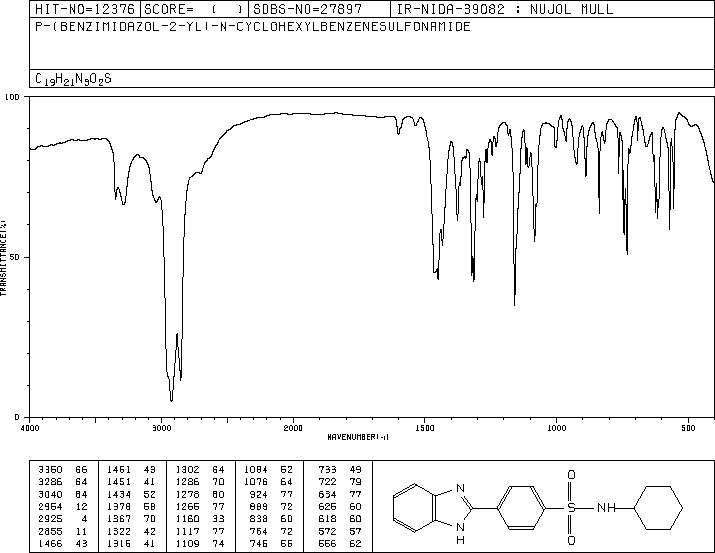 HIT-NO=12376 SCORE= ( ) SDBS-NO=27897 IR-NIDA-39082 : NUJOL MULL
P-(BENZIMIDAZOL-2-YL)-N-CYCLOHEXYLBENZENESULFONAMIDE
C19H21N3O2S
100
50
0
TRANSMITTANCE(%)
4000 3000 2000 1500 1000 500
WAVENUMBER(-1)
3360 66 1461 49 1302 64 1084 62 733 49
3286 64 1451 41 1286 70 1076 64 722 79
3040 64 1434 52 1278 60 924 77 634 77
2954 12 1378 58 1266 77 889 72 626 60
2925 4 1367 70 1160 33 838 60 618 60
2855 11 1322 42 1117 77 764 72 572 57
1466 43 1316 41 1109 74 746 56 556 62
O
N
S NH
N
H
O